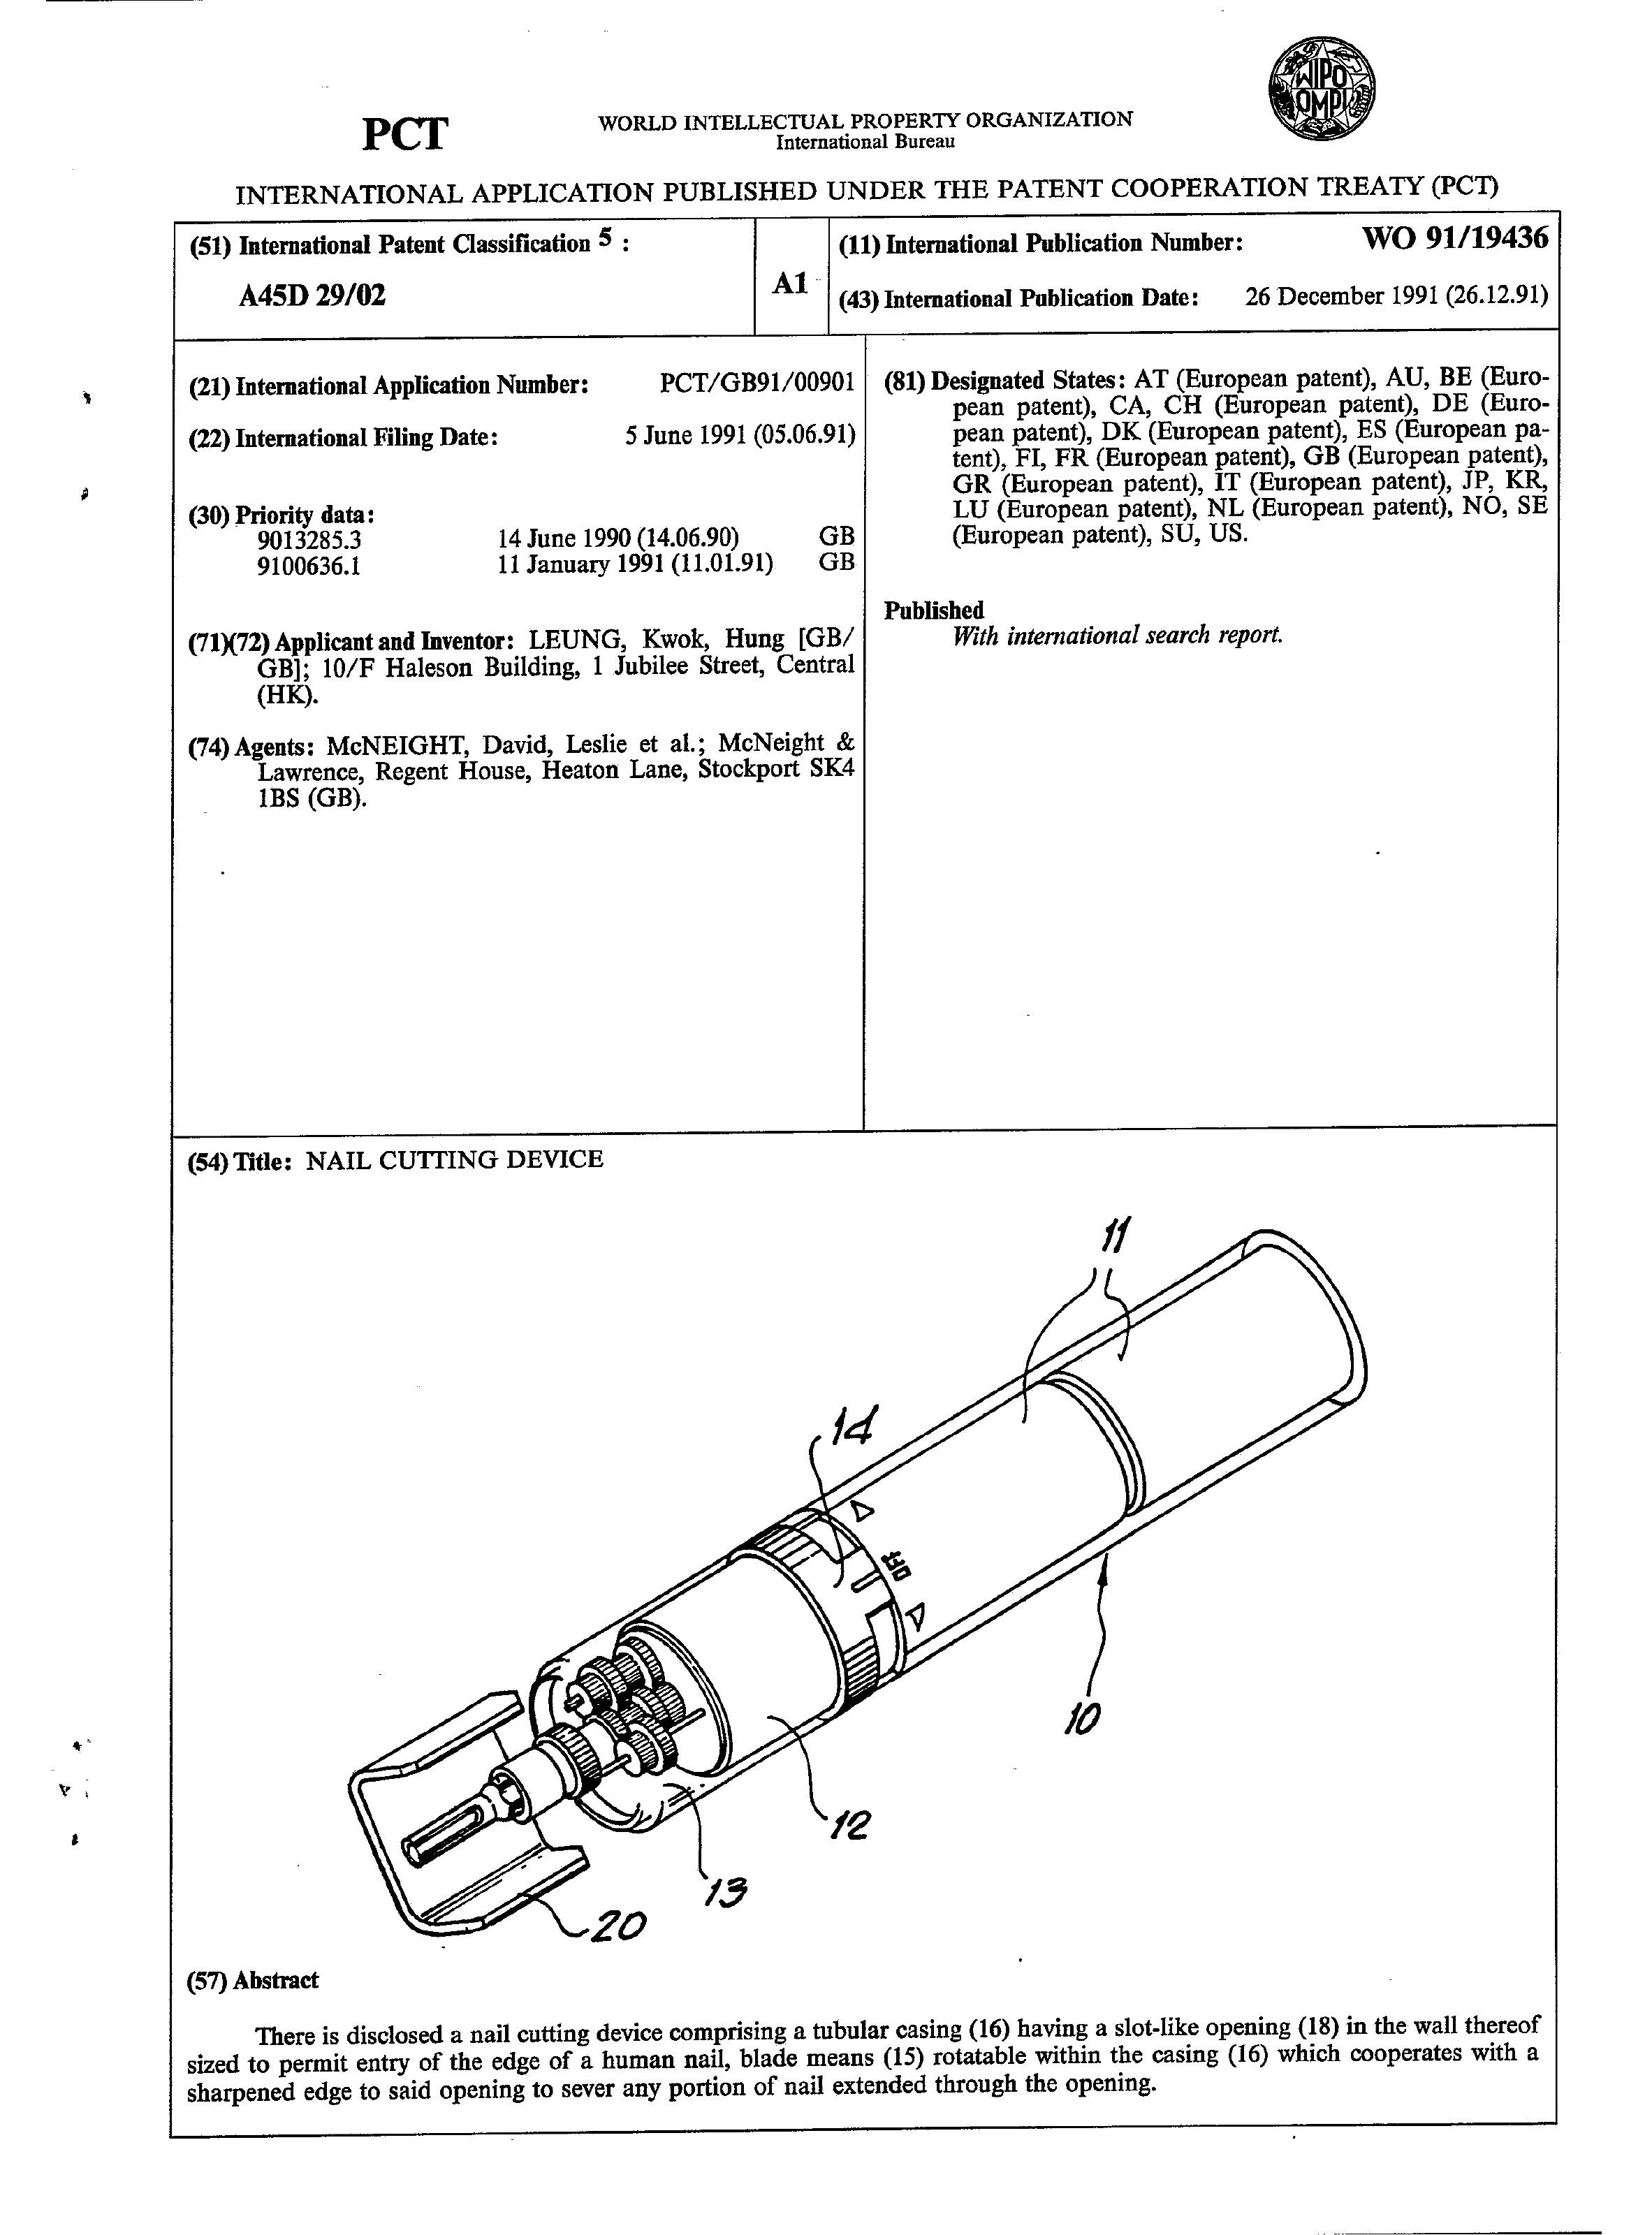 WIPO
OMPI
PCT
WORLD INTELLECTUAL PROPERTY ORGANIZATION
International Bureau
INTERNATIONAL APPLICATION PUBLISHED UNDER THE PATENT COOPERATION TREATY (PCT)
(51) International Patent Classification 5 :
A45D 29/02
A1
(11) International Publication Number: WO 91/19436
(43) International Publication Date: 26 December 1991 (26.12.91)
(21) International Application Number: PCT/GB91/00901
(22) International Filing Date: 5 June 1991 (05.06.91)
(30) Priority data:
9013285.3 14 June 1990 (14.06.90) GB
9100636.1 11 January 1991 (11.01.91) GB
(71)(72) Applicant and Inventor: LEUNG, Kwok, Hung [GB/
GB]; 10/F Haleson Building, 1 Jubilee Street, Central
(HK).
(74) Agents: McNEIGHT, David, Leslie et al.; McNeight &
Lawrence, Regent House, Heaton Lane, Stockport SK4
1BS (GB).
(81) Designated States: AT (European patent), AU, BE (Euro-
pean patent), CA, CH (European patent), DE (Euro-
pean patent), DK (European patent), ES (European pa-
tent), FI, FR (European patent), GB (European patent),
GR (European patent), IT (European patent), JP, KR,
LU (European patent), NL (European patent), NO, SE
(European patent), SU, US.
Published
With international search report.
(54) Title: NAIL CUTTING DEVICE
11
14
OFF
10
12
13
20
(57) Abstract
There is disclosed a nail cutting device comprising a tubular casing (16) having a slot-like opening (18) in the wall thereof
sized to permit entry of the edge of a human nail, blade means (15) rotatable within the casing (16) which cooperates with a
sharpened edge to said opening to sever any portion of nail extended through the opening.